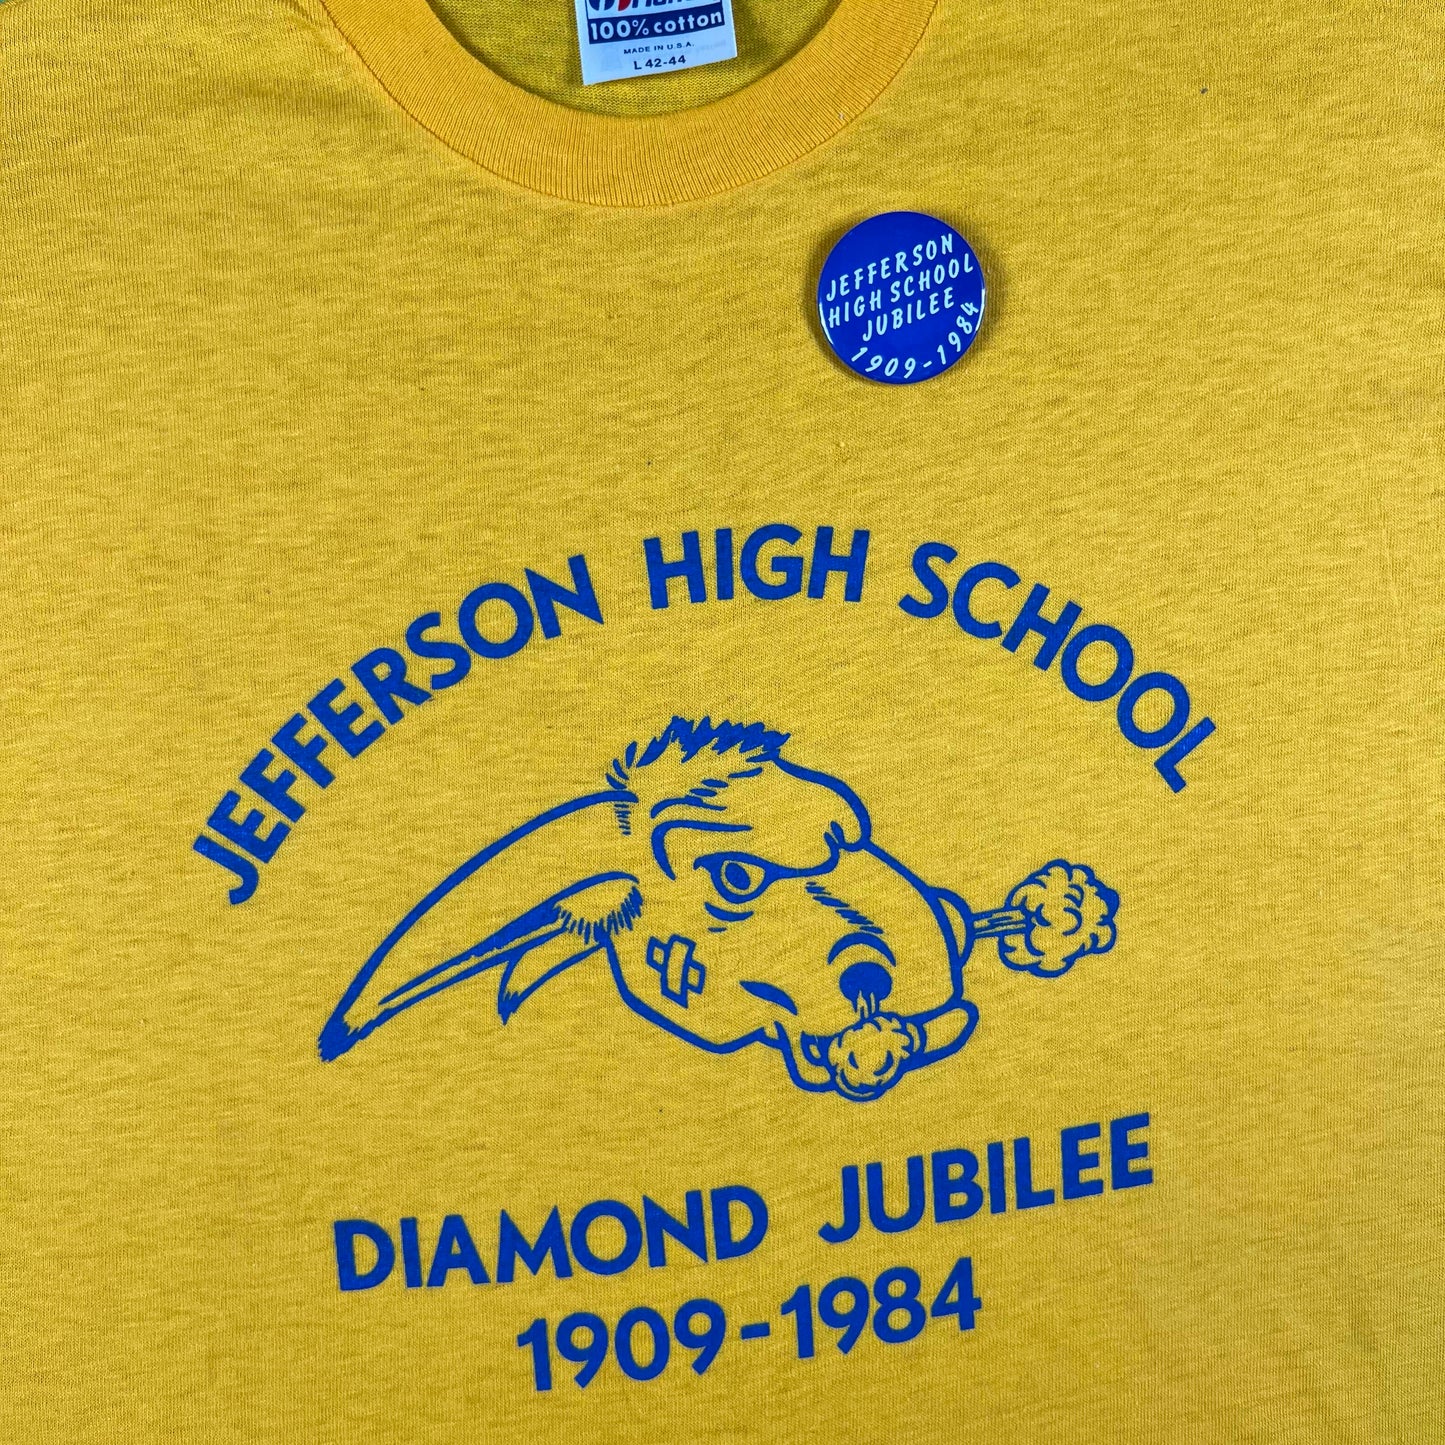 100% cotton
MADE IN U.S.A.
L 42-44
JEFFERSON
HIGH SCHOOL
JUBILEE
1909-1984
JEFFERSON HIGH SCHOOL
DIAMOND JUBILEE
1909-1984